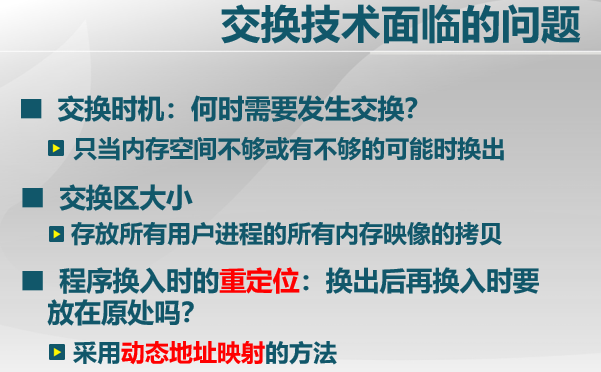 交换技术面临的问题
交换时机：何时需要发生交换？
只当内存空间不够或有不够的可能时换出
交换区大小
存放所有用户进程的所有内存映像的拷贝
程序换入时的重定位：换出后再换入时要
放在原处吗？
采用动态地址映射的方法